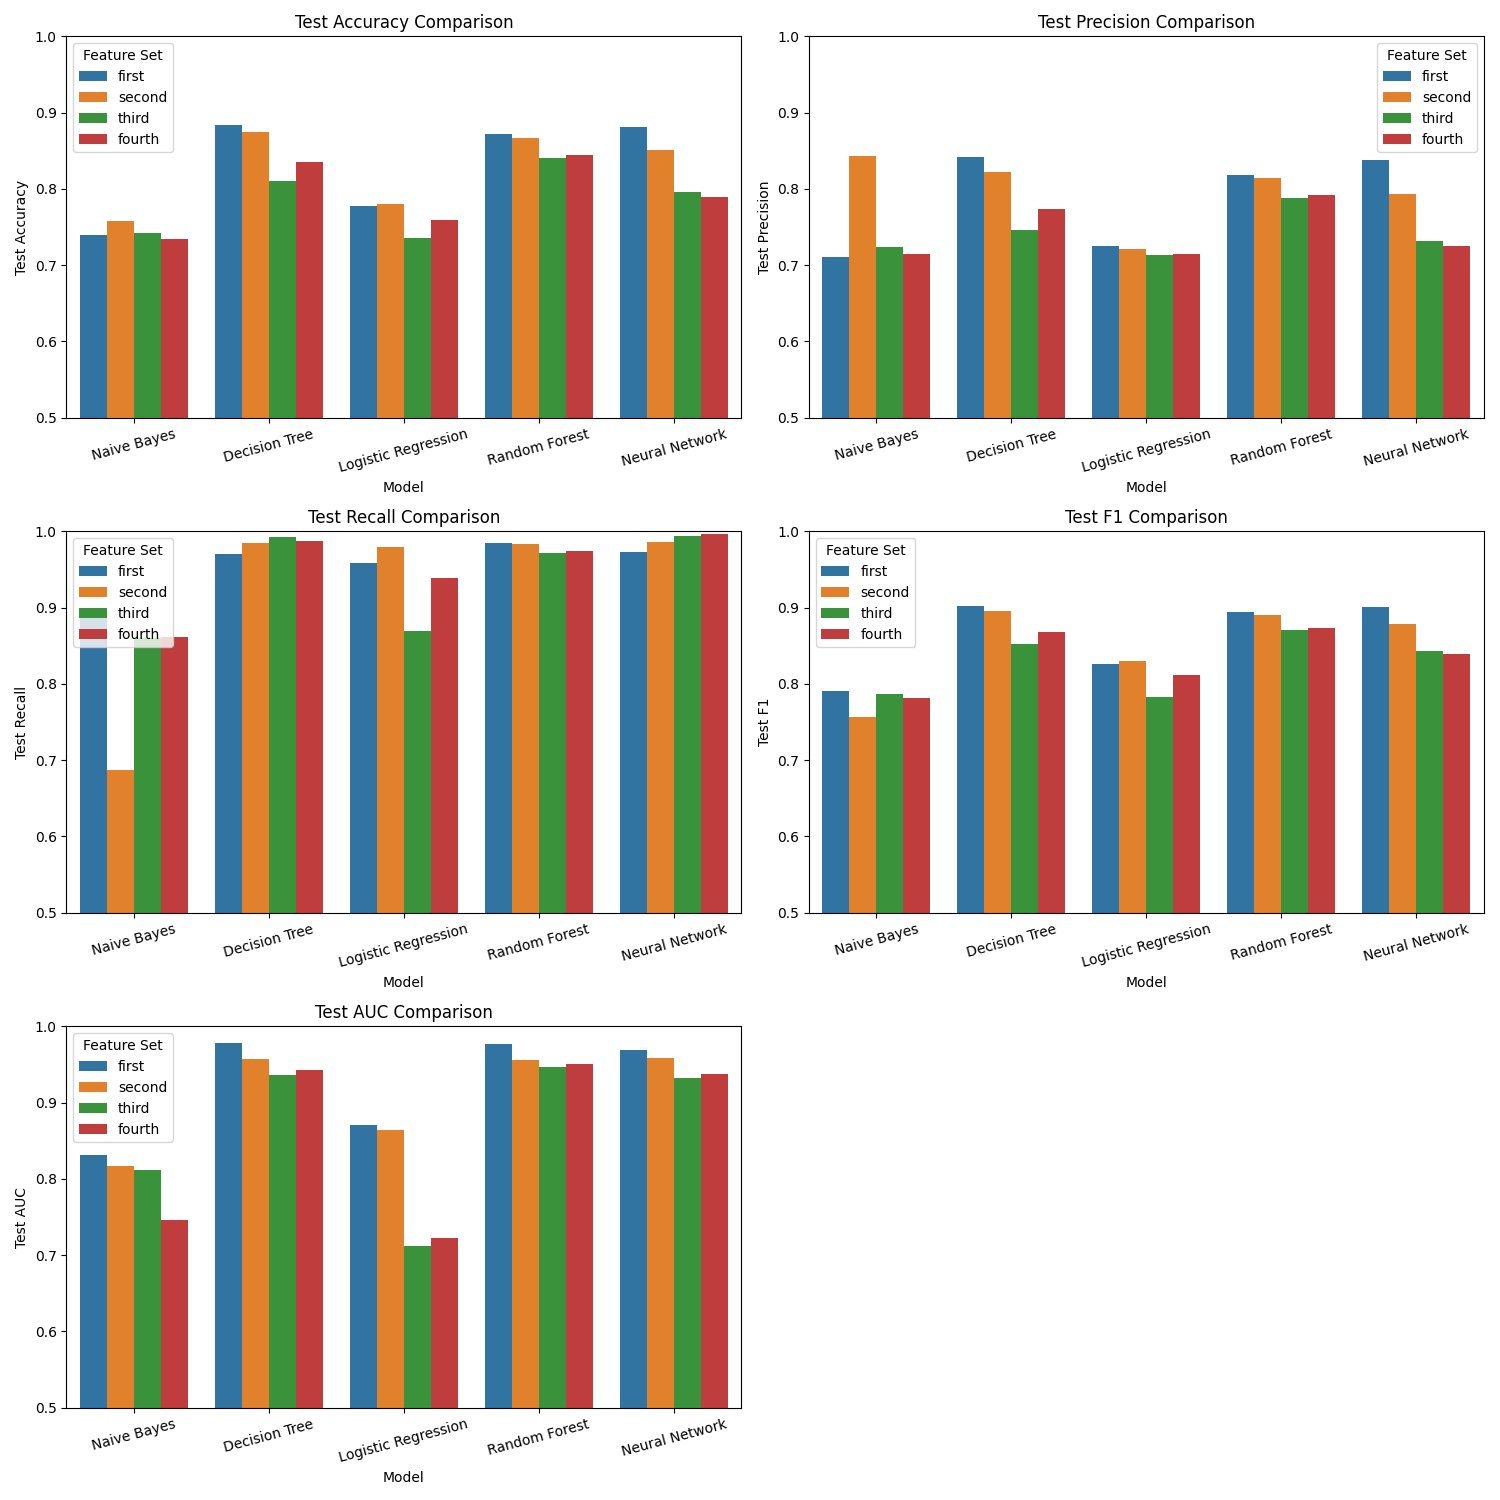 Test Accuracy Comparison
Test Accuracy
1.0
0.9
0.8
0.7
0.6
0.5
Feature Set
first
second
third
fourth
Naive Bayes
Decision Tree
Logistic Regression
Random Forest
Neural Network
Model
Test Precision Comparison
Test Precision
1.0
0.9
0.8
0.7
0.6
0.5
Feature Set
first
second
third
fourth
Naive Bayes
Decision Tree
Logistic Regression
Random Forest
Neural Network
Model
Test Recall Comparison
Test Recall
1.0
0.9
0.8
0.7
0.6
0.5
Feature Set
first
second
third
fourth
Naive Bayes
Decision Tree
Logistic Regression
Random Forest
Neural Network
Model
Test F1 Comparison
Test F1
1.0
0.9
0.8
0.7
0.6
0.5
Feature Set
first
second
third
fourth
Naive Bayes
Decision Tree
Logistic Regression
Random Forest
Neural Network
Model
Test AUC Comparison
Test AUC
1.0
0.9
0.8
0.7
0.6
0.5
Feature Set
first
second
third
fourth
Naive Bayes
Decision Tree
Logistic Regression
Random Forest
Neural Network
Model